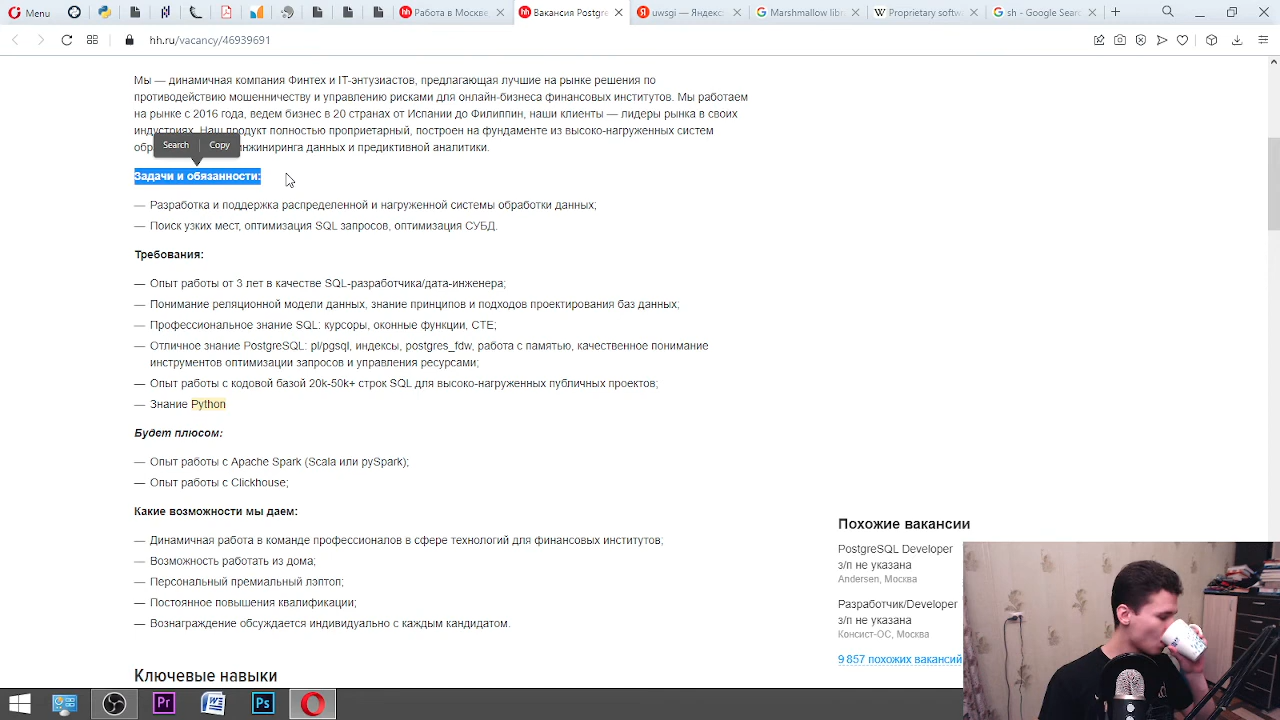 Menu
Работа в Москве
Вакансия Postgre
uwsgi — Яндекс
Marshmallow libr
Proprietary softw
sh - Google Sear
hh.ru/vacancy/46939691
Мы — динамичная компания Финтех и IT-энтузиастов, предлагающая лучшие на рынке решения по
противодействию мошенничеству и управлению рисками для онлайн-бизнеса финансовых институтов. Мы работаем
на рынке с 2016 года, ведем бизнес в 20 странах от Испании до Филиппин, наши клиенты — лидеры рынка в своих
индустриях. Наш продукт полностью проприетарный, построен на фундаменте из высоко-нагруженных систем
обр инжиниринга данных и предиктивной аналитики.
Search Copy
Задачи и обязанности:
— Разработка и поддержка распределенной и нагруженной системы обработки данных;
— Поиск узких мест, оптимизация SQL запросов, оптимизация СУБД.
Требования:
— Опыт работы от 3 лет в качестве SQL-разработчика/дата-инженера;
— Понимание реляционной модели данных, знание принципов и подходов проектирования баз данных;
— Профессиональное знание SQL: курсоры, оконные функции, CTE;
— Отличное знание PostgreSQL: pl/pgsql, индексы, postgres_fdw, работа с памятью, качественное понимание
инструментов оптимизации запросов и управления ресурсами;
— Опыт работы с кодовой базой 20k-50k+ строк SQL для высоко-нагруженных публичных проектов;
— Знание Python
Будет плюсом:
— Опыт работы с Apache Spark (Scala или pySpark);
— Опыт работы с Clickhouse;
Какие возможности мы даем:
— Динамичная работа в команде профессионалов в сфере технологий для финансовых институтов;
— Возможность работать из дома;
— Персональный премиальный лэптоп;
— Постоянное повышения квалификации;
— Вознаграждение обсуждается индивидуально с каждым кандидатом.
Ключевые навыки
Похожие вакансии
PostgreSQL Developer
з/п не указана
Andersen, Москва
Разработчик/Developer
з/п не указана
Консист-ОС, Москва
9 857 похожих вакансий
Pr
W
Ps